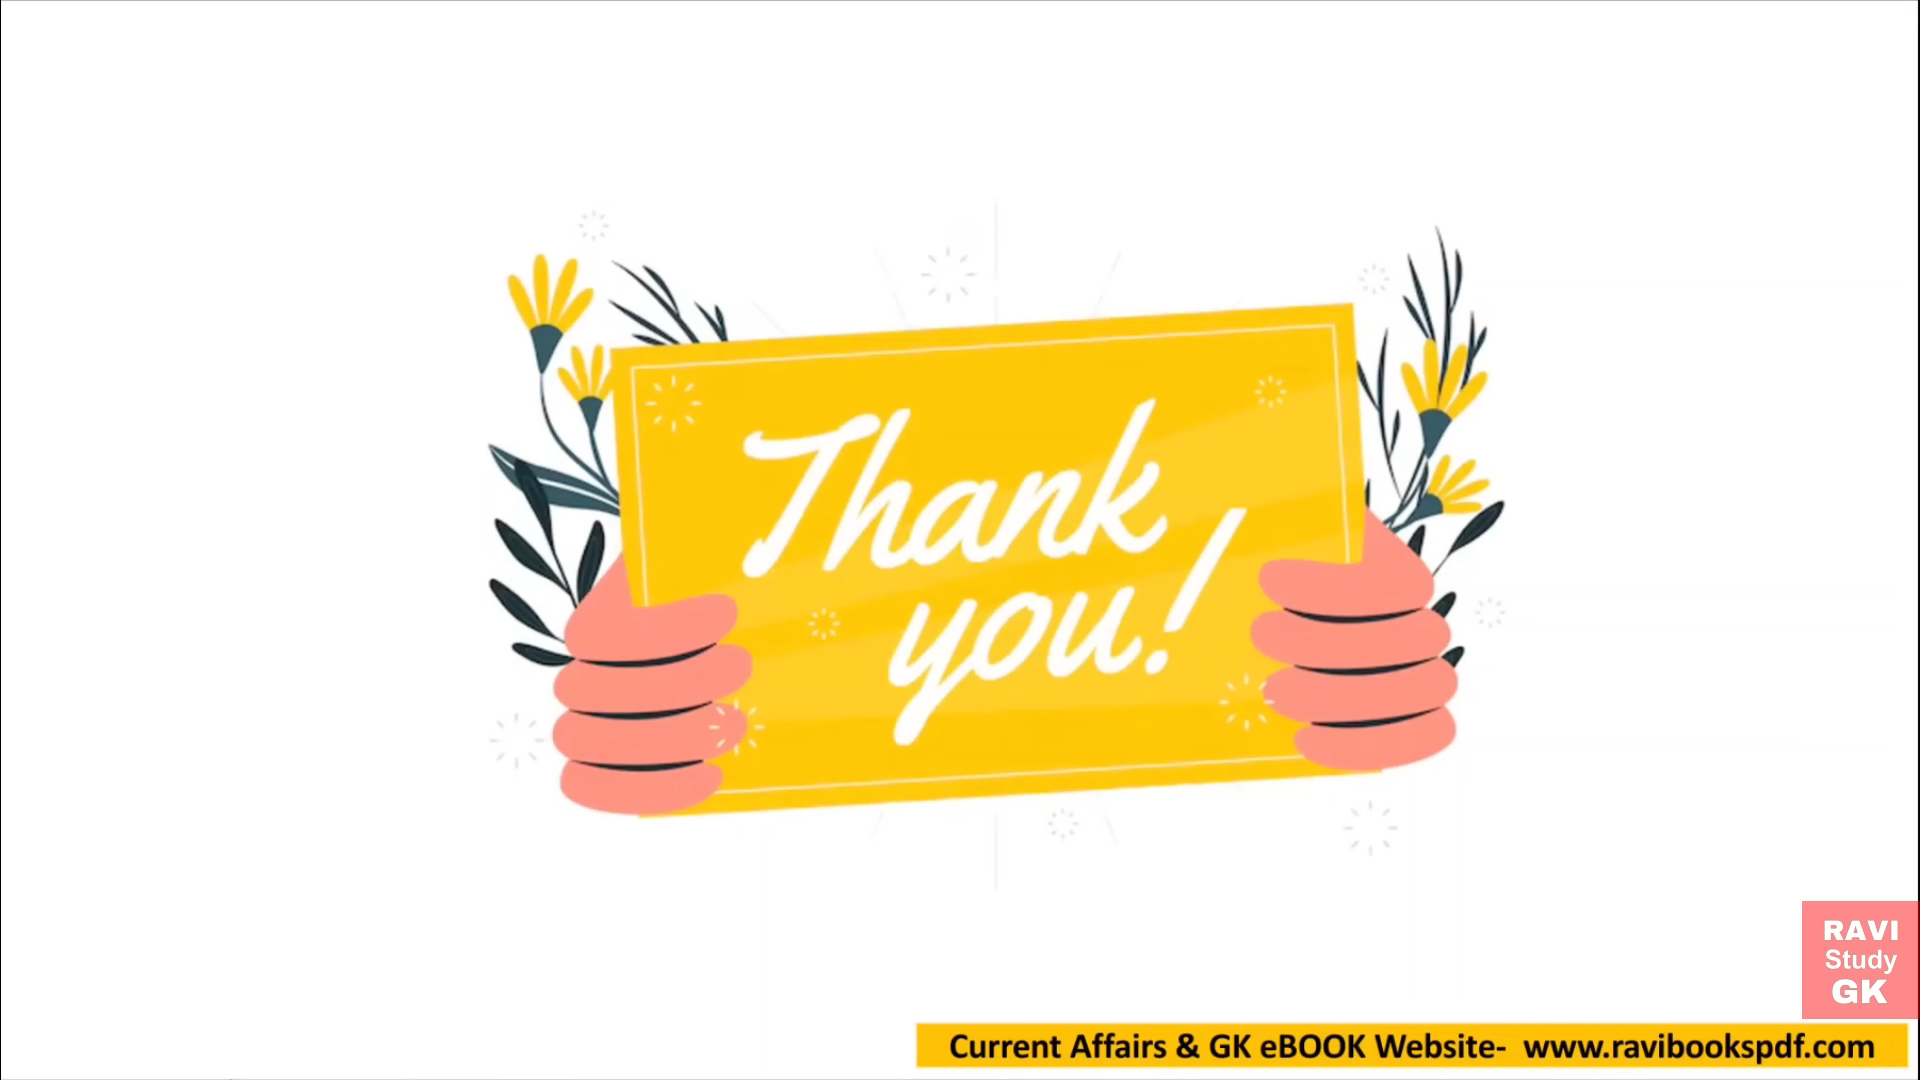 Thank
you!
RAVI
Study
GK
Current Affairs & GK eBOOK Website-  www.ravibookspdf.com